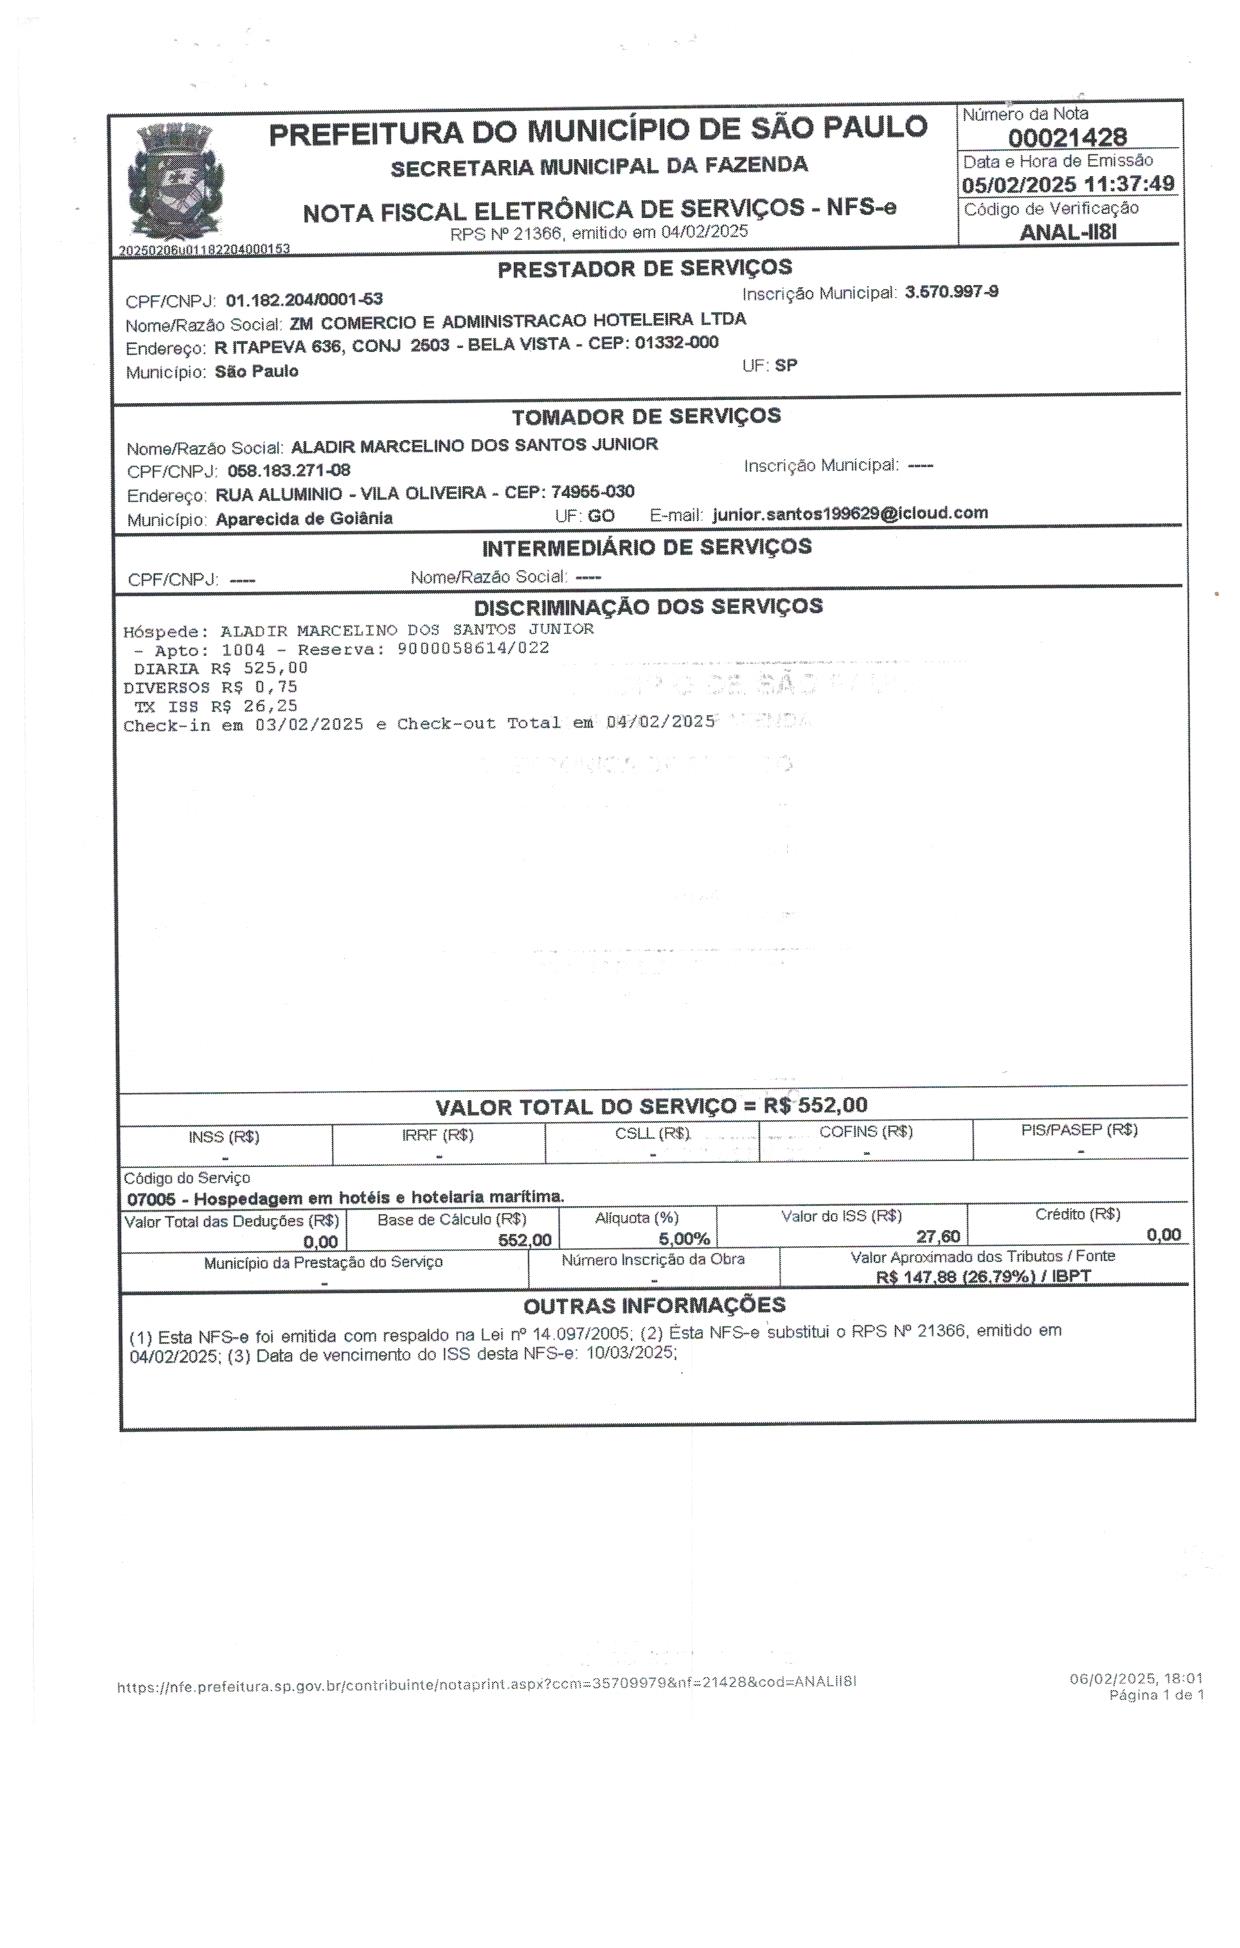 PREFEITURA DO MUNICÍPIO DE SÃO PAULO
SECRETARIA MUNICIPAL DA FAZENDA
NOTA FISCAL ELETRÔNICA DE SERVIÇOS - NFS-e
RPS Nº 21366, emitido em 04/02/2025
20250206u01182204000153
Número da Nota
00021428
Data e Hora de Emissão
05/02/2025 11:37:49
Código de Verificação
ANAL-II8I
PRESTADOR DE SERVIÇOS
CPF/CNPJ: 01.182.204/0001-53 Inscrição Municipal: 3.570.997-9
Nome/Razão Social: ZM COMERCIO E ADMINISTRACAO HOTELEIRA LTDA
Endereço: R ITAPEVA 636, CONJ 2503 - BELA VISTA - CEP: 01332-000
Município: São Paulo UF: SP
TOMADOR DE SERVIÇOS
Nome/Razão Social: ALADIR MARCELINO DOS SANTOS JUNIOR
CPF/CNPJ: 058.183.271-08 Inscrição Municipal: ----
Endereço: RUA ALUMINIO - VILA OLIVEIRA - CEP: 74955-030
Município: Aparecida de Goiânia UF: GO E-mail: junior.santos199629@icloud.com
INTERMEDIÁRIO DE SERVIÇOS
CPF/CNPJ: ---- Nome/Razão Social: ----
DISCRIMINAÇÃO DOS SERVIÇOS
Hóspede: ALADIR MARCELINO DOS SANTOS JUNIOR
- Apto: 1004 - Reserva: 9000058614/022
DIARIA R$ 525,00
DIVERSOS R$ 0,75
TX ISS R$ 26,25
Check-in em 03/02/2025 e Check-out Total em 04/02/2025
VALOR TOTAL DO SERVIÇO = R$ 552,00
INSS (R$) IRRF (R$) CSLL (R$) COFINS (R$) PIS/PASEP (R$)
- - - - -
Código do Serviço
07005 - Hospedagem em hotéis e hotelaria marítima.
Valor Total das Deduções (R$) Base de Cálculo (R$) Alíquota (%) Valor do ISS (R$) Crédito (R$)
0,00 552,00 5,00% 27,60 0,00
Município da Prestação do Serviço Número Inscrição da Obra Valor Aproximado dos Tributos / Fonte
- - R$ 147,88 (26,79%) / IBPT
OUTRAS INFORMAÇÕES
(1) Esta NFS-e foi emitida com respaldo na Lei nº 14.097/2005; (2) Esta NFS-e substitui o RPS Nº 21366, emitido em
04/02/2025; (3) Data de vencimento do ISS desta NFS-e: 10/03/2025;
https://nfe.prefeitura.sp.gov.br/contribuinte/notaprint.aspx?ccm=35709979&nf=21428&cod=ANALII8I 06/02/2025, 18:01
Página 1 de 1